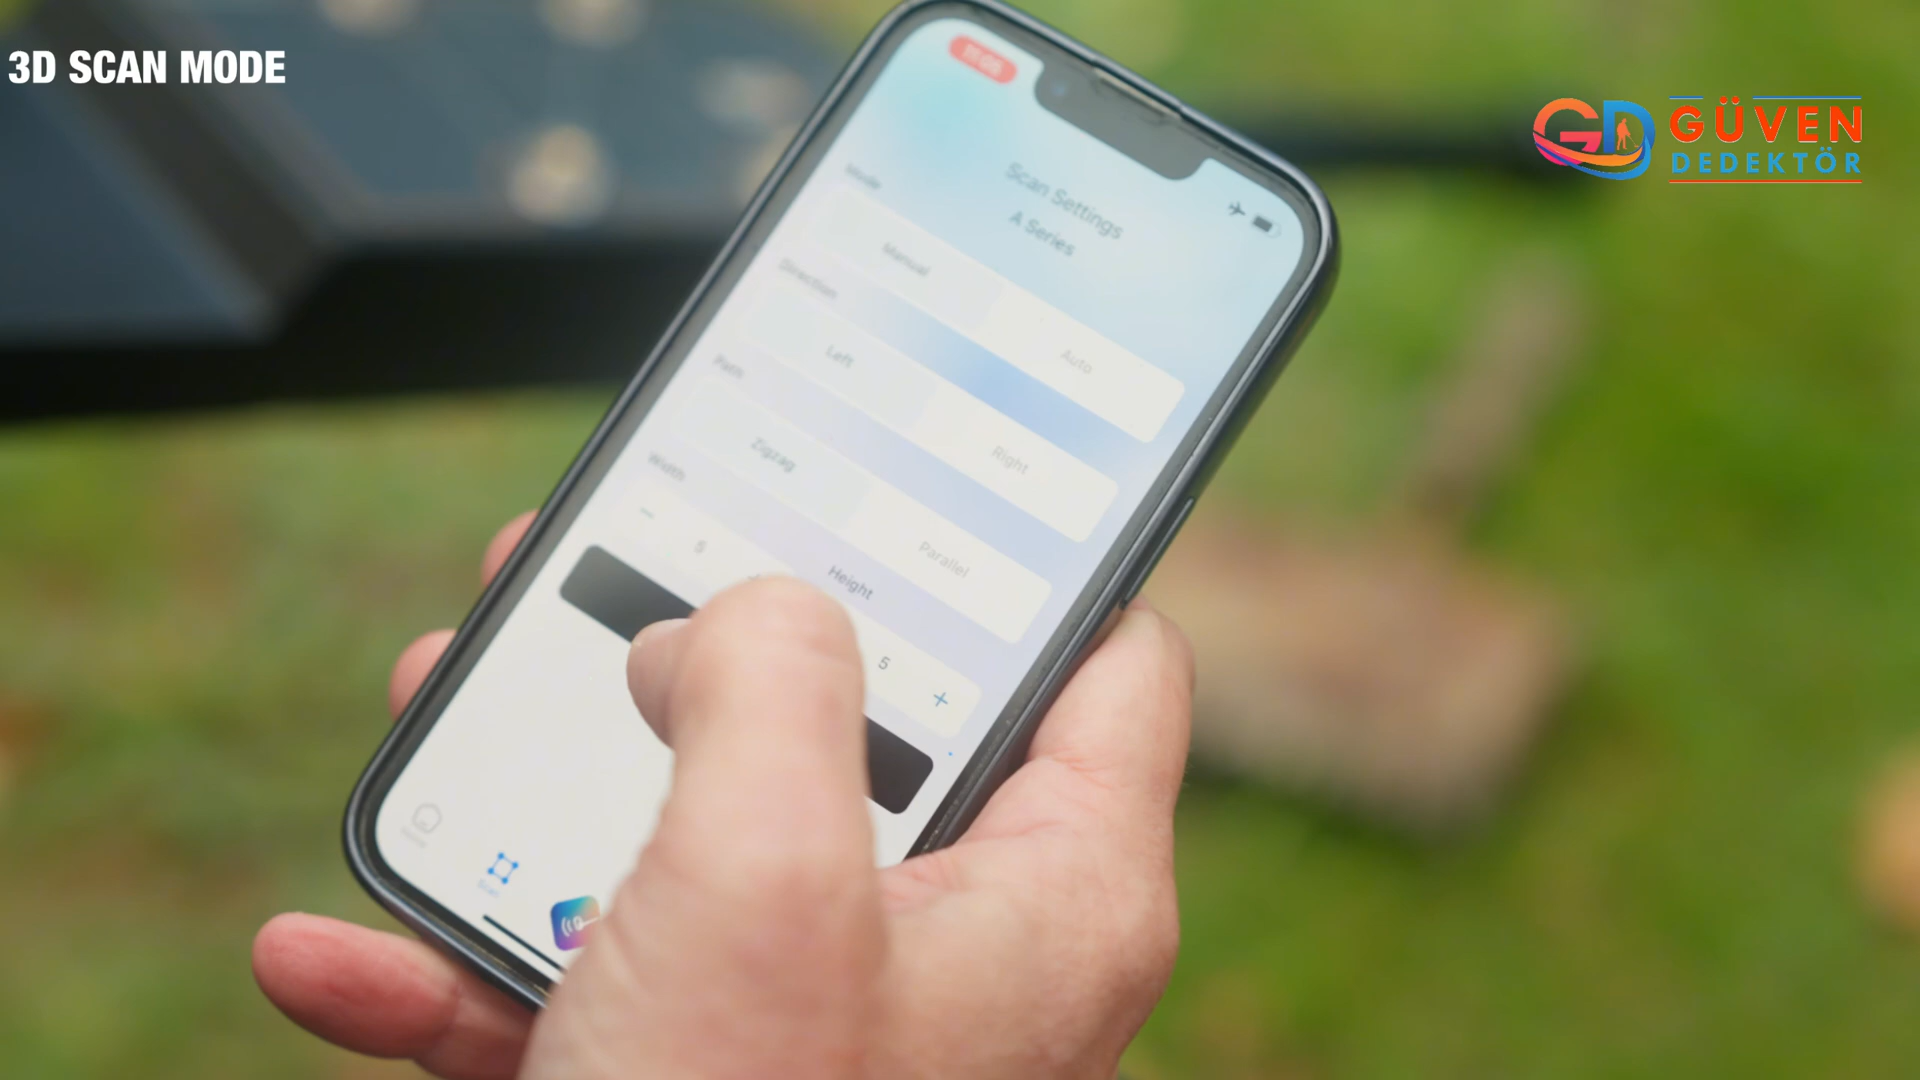 3D SCAN MODE
GD GÜVEN
DEDEKTÖR
Scan Settings
A Series
Mode
Manual
Auto
Direction
Left
Right
Path
Zigzag
Parallel
Width
Height
− 5
5 +
Scan